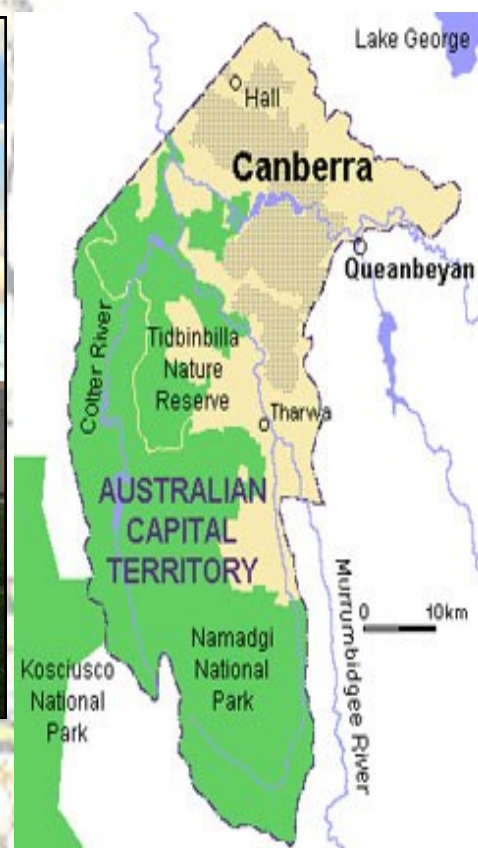 Lake George
Hall
Canberra
Queanbeyan
Cotter River
Tidbinbilla
Nature
Reserve
Tharwa
AUSTRALIAN
CAPITAL
TERRITORY
0 10km
Murrumbidgee River
Namadgi
National
Park
Kosciusco
National
Park